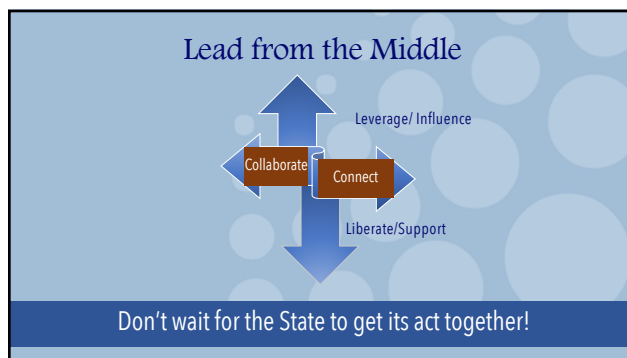 Lead from the Middle
Leverage/ Influence
Collaborate
Connect
Liberate/Support
Don’t wait for the State to get its act together!